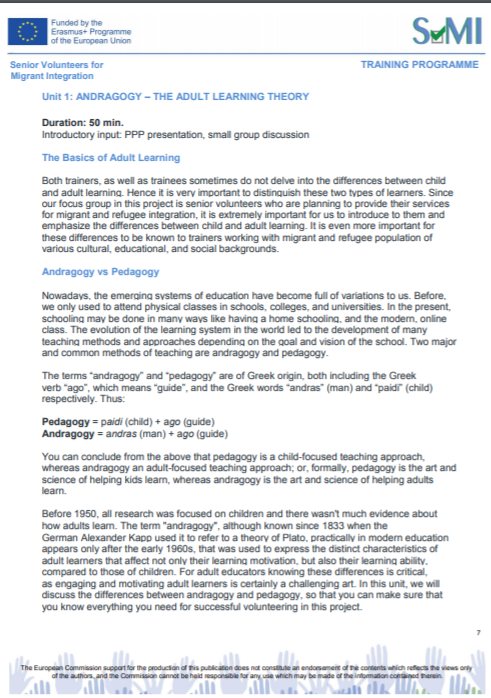 Funded by the
Erasmus+ Programme
of the European Union
SeMI
Senior Volunteers for
Migrant Integration
TRAINING PROGRAMME
Unit 1: ANDRAGOGY – THE ADULT LEARNING THEORY
Duration: 50 min.
Introductory input: PPP presentation, small group discussion
The Basics of Adult Learning
Both trainers, as well as trainees sometimes do not delve into the differences between child
and adult learning. Hence it is very important to distinguish these two types of learners. Since
our focus group in this project is senior volunteers who are planning to provide their services
for migrant and refugee integration, it is extremely important for us to introduce to them and
emphasize the differences between child and adult learning. It is even more important for
these differences to be known to trainers working with migrant and refugee population of
various cultural, educational, and social backgrounds.
Andragogy vs Pedagogy
Nowadays, the emerging systems of education have become full of variations to us. Before,
we only used to attend physical classes in schools, colleges, and universities. In the present,
schooling may be done in many ways like having a home schooling, and the modern, online
class. The evolution of the learning system in the world led to the development of many
teaching methods and approaches depending on the goal and vision of the school. Two major
and common methods of teaching are andragogy and pedagogy.
The terms “andragogy” and “pedagogy” are of Greek origin, both including the Greek
verb “ago”, which means “guide”, and the Greek words “andras” (man) and “paidi” (child)
respectively. Thus:
Pedagogy = paidi (child) + ago (guide)
Andragogy = andras (man) + ago (guide)
You can conclude from the above that pedagogy is a child-focused teaching approach,
whereas andragogy an adult-focused teaching approach; or, formally, pedagogy is the art and
science of helping kids learn, whereas andragogy is the art and science of helping adults
learn.
Before 1950, all research was focused on children and there wasn't much evidence about
how adults learn. The term "andragogy", although known since 1833 when the
German Alexander Kapp used it to refer to a theory of Plato, practically in modern education
appears only after the early 1960s, that was used to express the distinct characteristics of
adult learners that affect not only their learning motivation, but also their learning ability,
compared to those of children. For adult educators knowing these differences is critical,
as engaging and motivating adult learners is certainly a challenging art. In this unit, we will
discuss the differences between andragogy and pedagogy, so that you can make sure that
you know everything you need for successful volunteering in this project.
7
The European Commission support for the production of this publication does not constitute an endorsement of the contents which reflects the views only
of the authors, and the Commission cannot be held responsible for any use which may be made of the information contained therein.